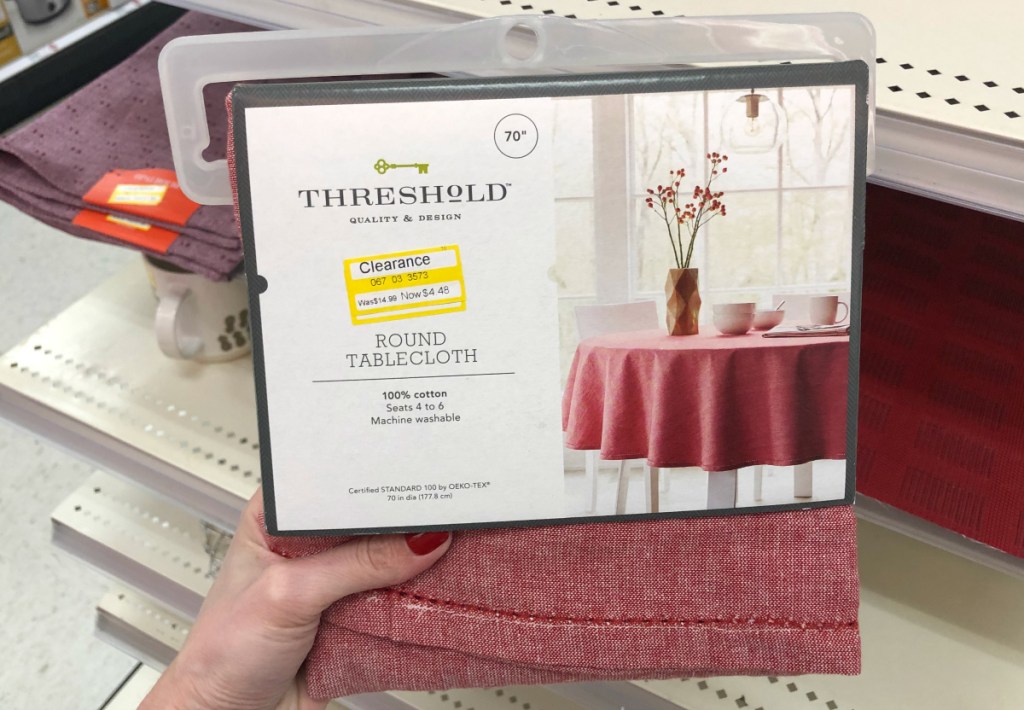 70"
THRESHOLD™
QUALITY & DESIGN
Clearance
067 03 3573
Was$14.99 Now$4.48
ROUND
TABLECLOTH
100% cotton
Seats 4 to 6
Machine washable
Certified STANDARD 100 by OEKO-TEX®
70 in dia (177.8 cm)